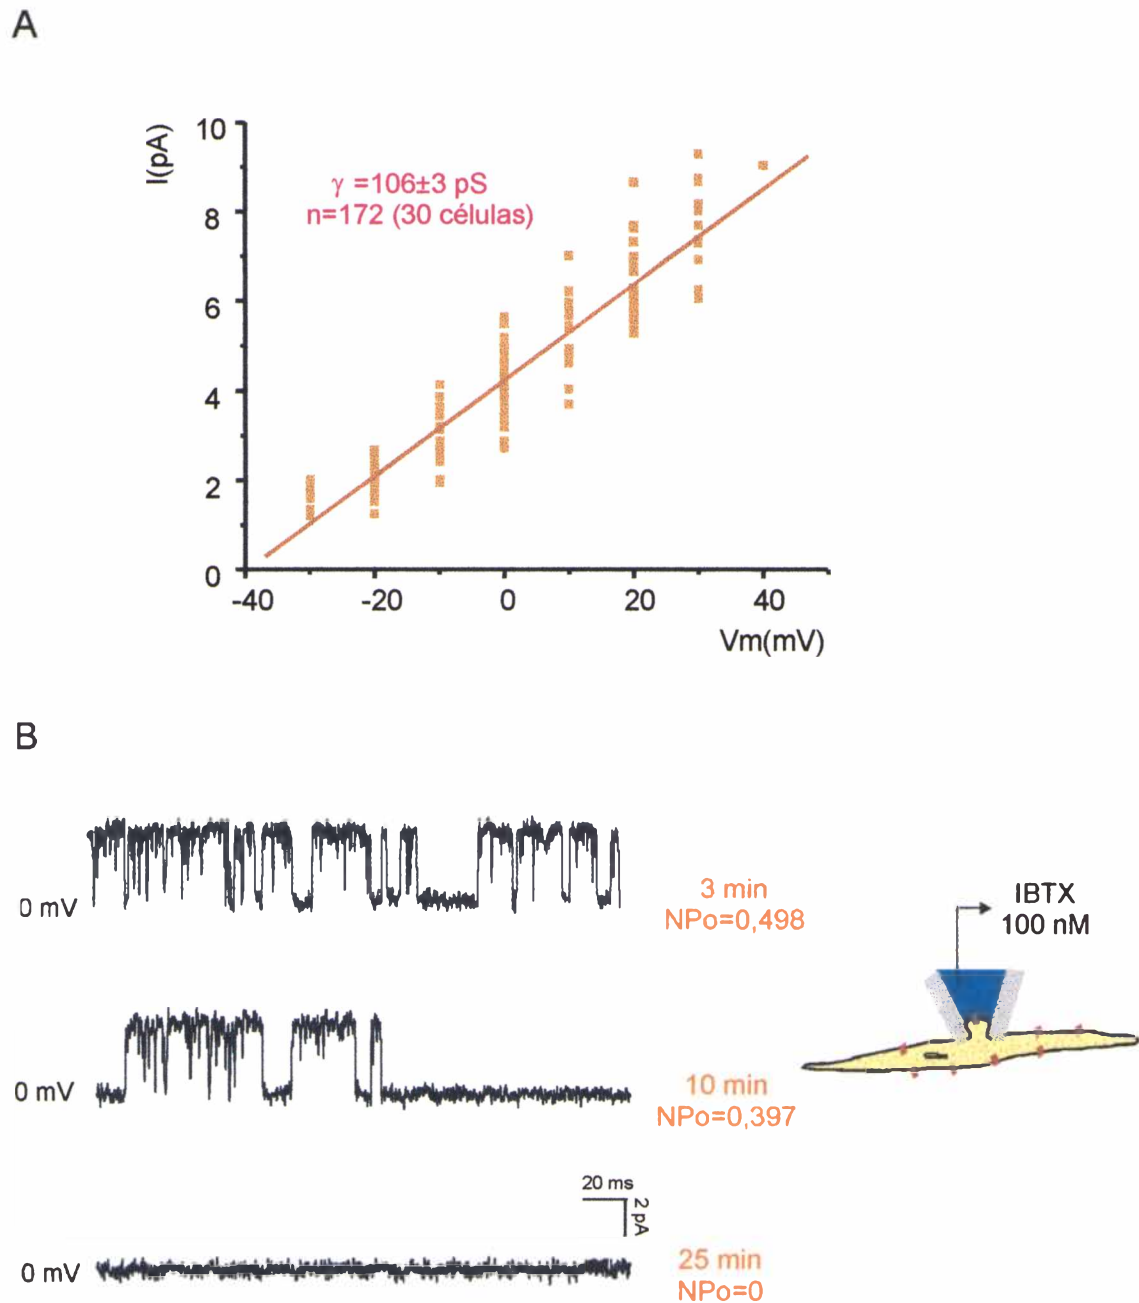 A
I(pA)
10
8
6
4
2
0
γ =106±3 pS
n=172 (30 células)
-40
-20
0
20
40
Vm(mV)
B
0 mV
3 min
NPo=0,498
IBTX
100 nM
0 mV
10 min
NPo=0,397
20 ms
2 pA
0 mV
25 min
NPo=0